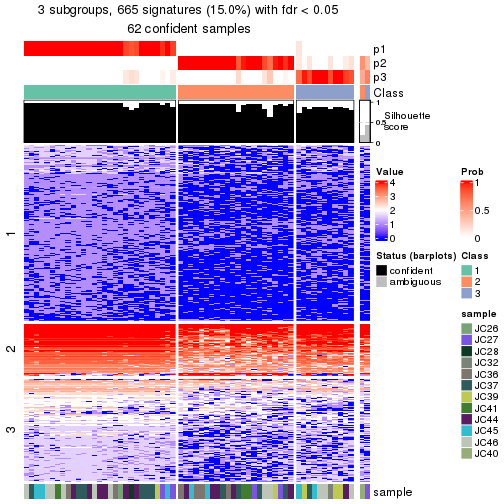 3 subgroups, 665 signatures (15.0%) with fdr < 0.05
62 confident samples
p1
p2
p3
Class
1
0.5
0
Silhouette
score
1
2
3
sample
Value
4
3
2
1
0
Prob
1
0.5
0
Status (barplots)
confident
ambiguous
Class
1
2
3
sample
JC26
JC27
JC28
JC32
JC36
JC37
JC39
JC41
JC44
JC45
JC46
JC40